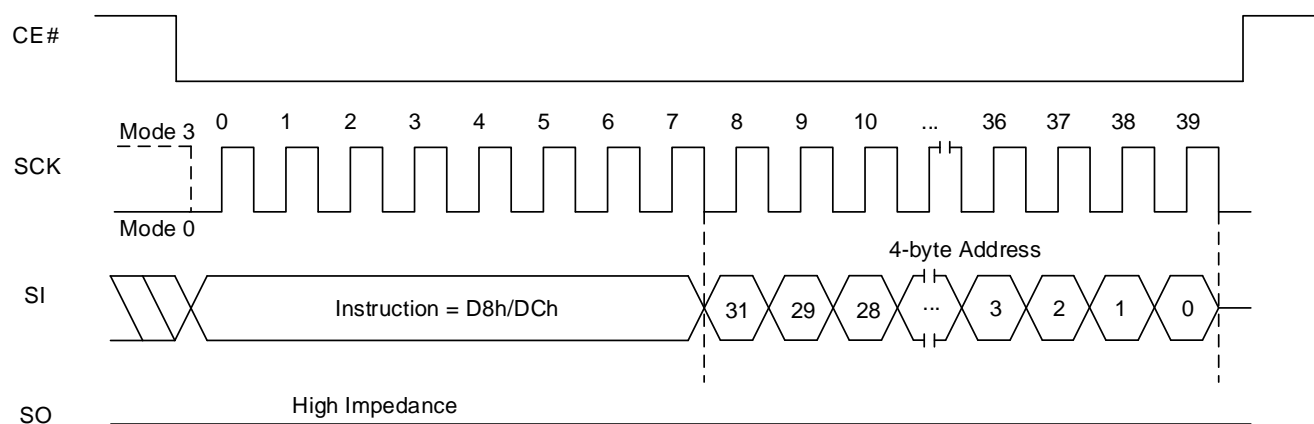 CE#
Mode 3
0 1 2 3 4 5 6 7 8 9 10 ... 36 37 38 39
SCK
Mode 0
4-byte Address
SI
Instruction = D8h/DCh
31 29 28 ... 3 2 1 0
High Impedance
SO